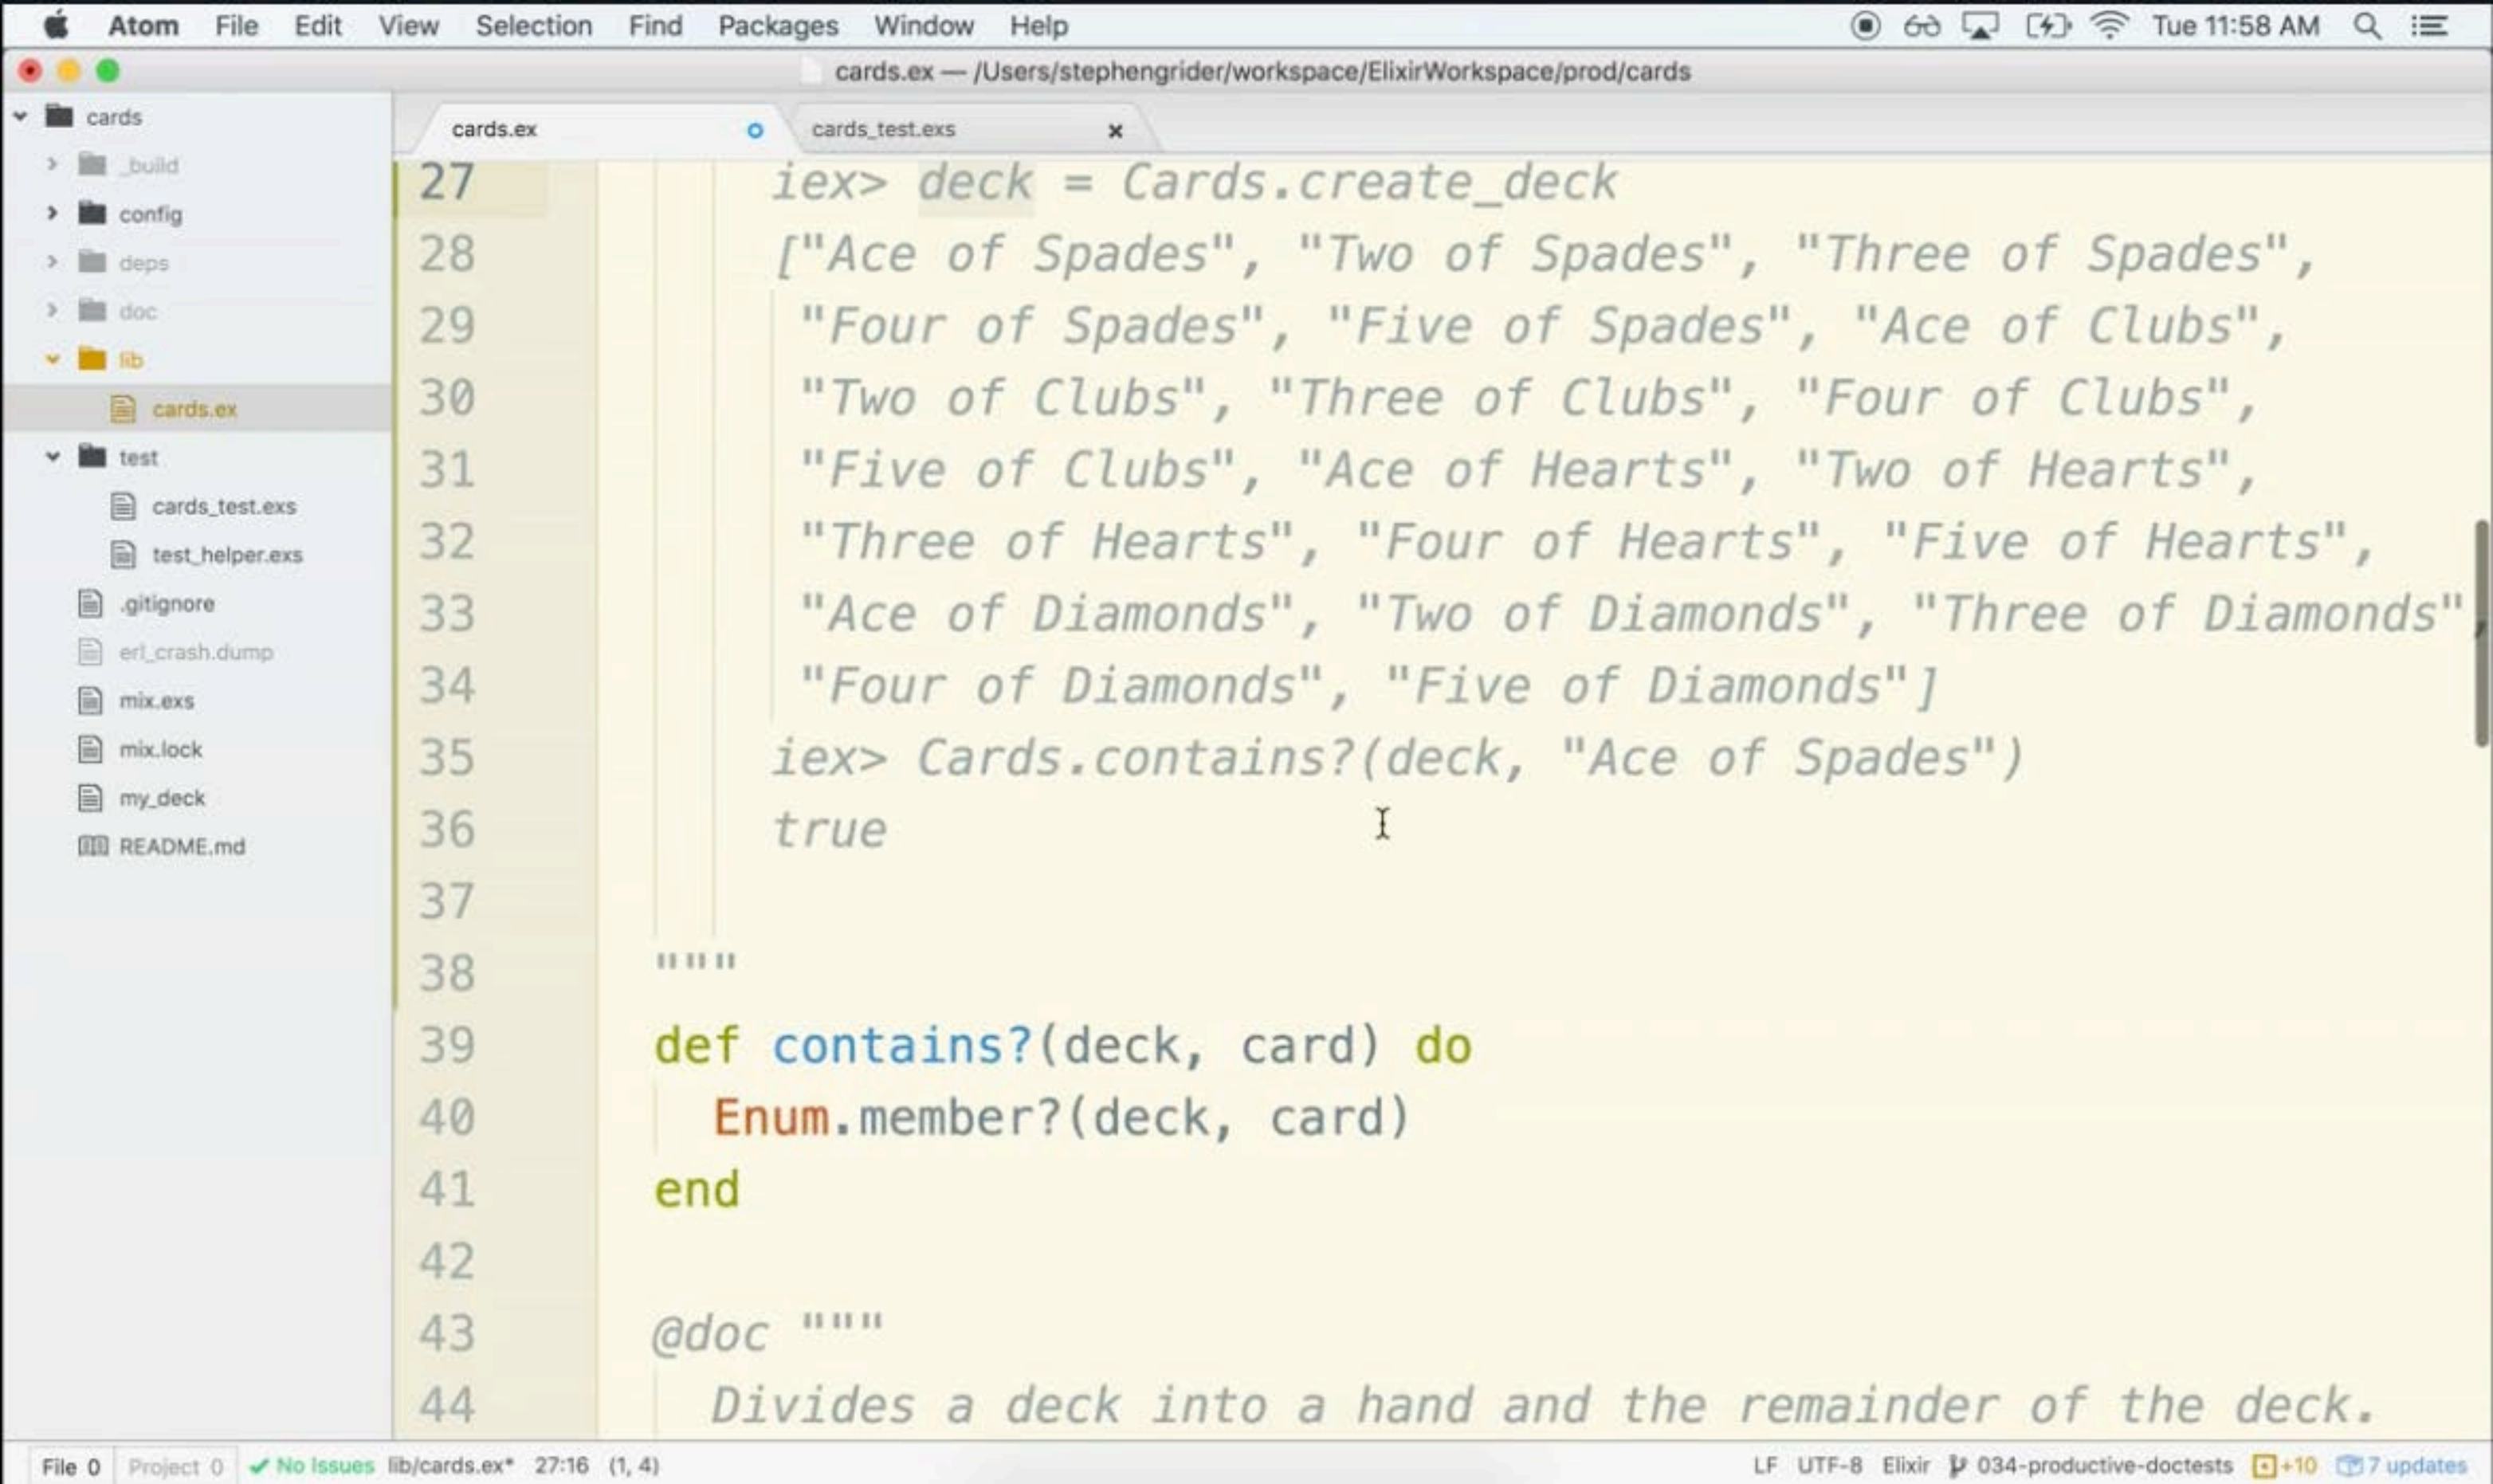 Atom File Edit View Selection Find Packages Window Help Tue 11:58 AM
cards.ex — /Users/stephengrider/workspace/ElixirWorkspace/prod/cards
cards
_build
config
deps
doc
lib
cards.ex
test
cards_test.exs
test_helper.exs
.gitignore
erl_crash.dump
mix.exs
mix.lock
my_deck
README.md
cards.ex cards_test.exs
27 iex> deck = Cards.create_deck
28 ["Ace of Spades", "Two of Spades", "Three of Spades",
29 "Four of Spades", "Five of Spades", "Ace of Clubs",
30 "Two of Clubs", "Three of Clubs", "Four of Clubs",
31 "Five of Clubs", "Ace of Hearts", "Two of Hearts",
32 "Three of Hearts", "Four of Hearts", "Five of Hearts",
33 "Ace of Diamonds", "Two of Diamonds", "Three of Diamonds",
34 "Four of Diamonds", "Five of Diamonds"]
35 iex> Cards.contains?(deck, "Ace of Spades")
36 true
37
38 """
39 def contains?(deck, card) do
40 Enum.member?(deck, card)
41 end
42
43 @doc """
44 Divides a deck into a hand and the remainder of the deck.
File 0 Project 0 No Issues lib/cards.ex* 27:16 (1, 4) LF UTF-8 Elixir 034-productive-doctests +10 7 updates